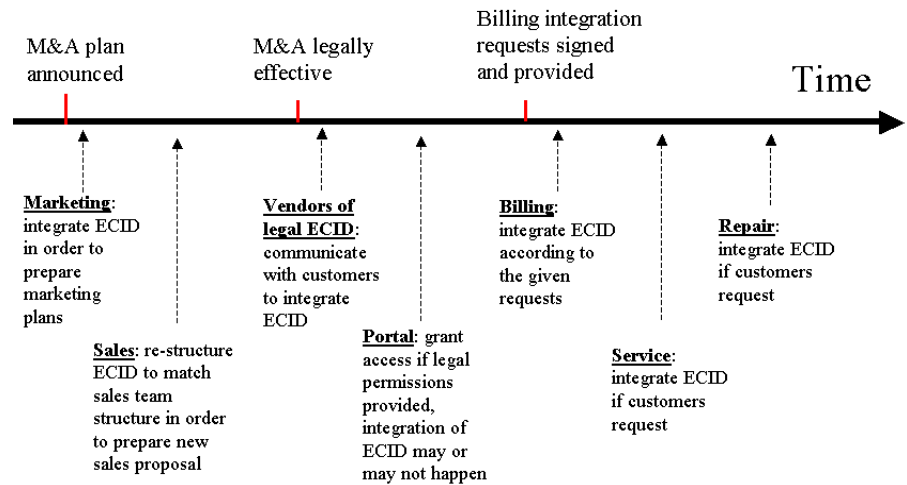 M&A plan
announced
M&A legally
effective
Billing integration
requests signed
and provided
Time
Marketing:
integrate ECID
in order to
prepare
marketing
plans
Sales: re-structure
ECID to match
sales team
structure in order
to prepare new
sales proposal
Vendors of
legal ECID:
communicate
with customers
to integrate
ECID
Portal: grant
access if legal
permissions
provided,
integration of
ECID may or
may not happen
Billing:
integrate ECID
according to
the given
requests
Service:
integrate ECID
if customers
request
Repair:
integrate ECID
if customers
request